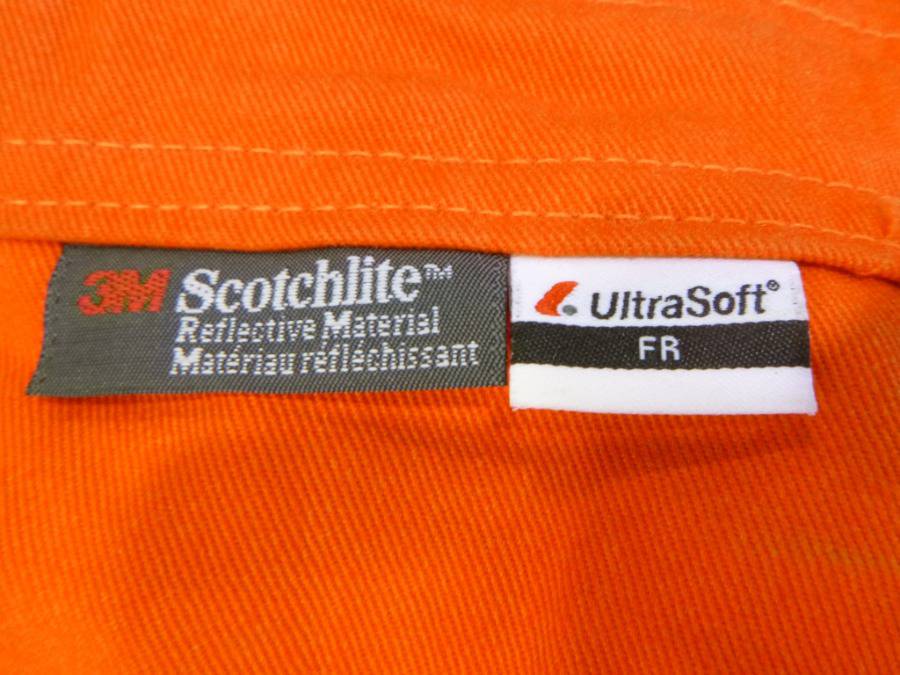 3M Scotchlite™
Reflective Material
Matériau réfléchissant
UltraSoft®
FR